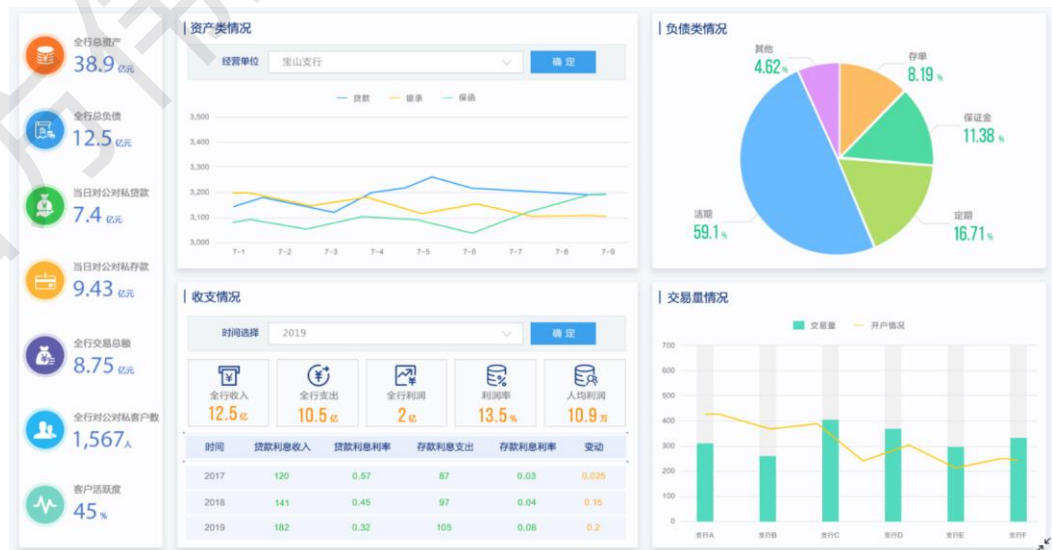 全行总资产
38.9 亿元
全行总负债
12.5 亿元
当日对公对私贷款
7.4 亿元
当日对公对私存款
9.43 亿元
全行交易总额
8.75 亿元
全行对公对私客户数
1,567人
客户活跃度
45 %
资产类情况
经营单位 宝山支行 确 定
贷款 银承 保函
3,500
3,400
3,300
3,200
3,100
3,000
7-1 7-2 7-3 7-4 7-5 7-6 7-7 7-8 7-9
负债类情况
其他
4.62 %
存单
8.19 %
保证金
11.38 %
定期
16.71 %
活期
59.1 %
收支情况
时间选择 2019 确 定
全行收入 全行支出 全行利润 利润率 人均利润
12.5 亿 10.5 亿 2 亿 13.5 % 10.9 万
时间 贷款利息收入 贷款利息利率 存款利息支出 存款利息利率 变动
2017 120 0.57 87 0.03 0.025
2018 141 0.45 97 0.04 0.15
2019 182 0.32 105 0.08 0.2
交易量情况
交易量 开户情况
700
600
500
400
300
200
100
0
支行A 支行B 支行C 支行D 支行E 支行F